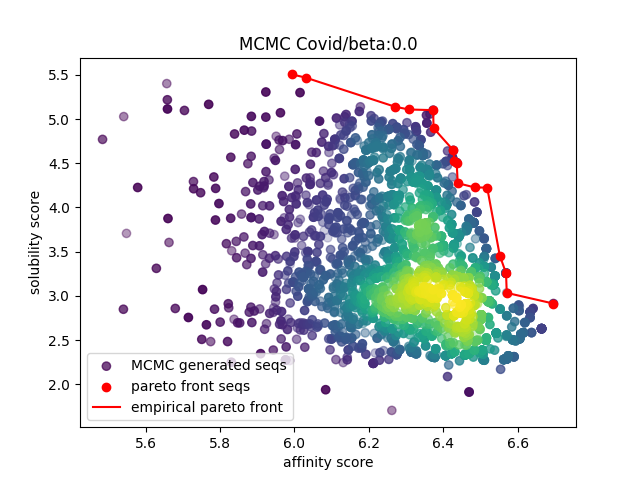 MCMC Covid/beta:0.0
5.5
5.0
4.5
4.0
3.5
3.0
2.5
2.0
solubility score
MCMC generated seqs
pareto front seqs
empirical pareto front
5.6 5.8 6.0 6.2 6.4 6.6
affinity score